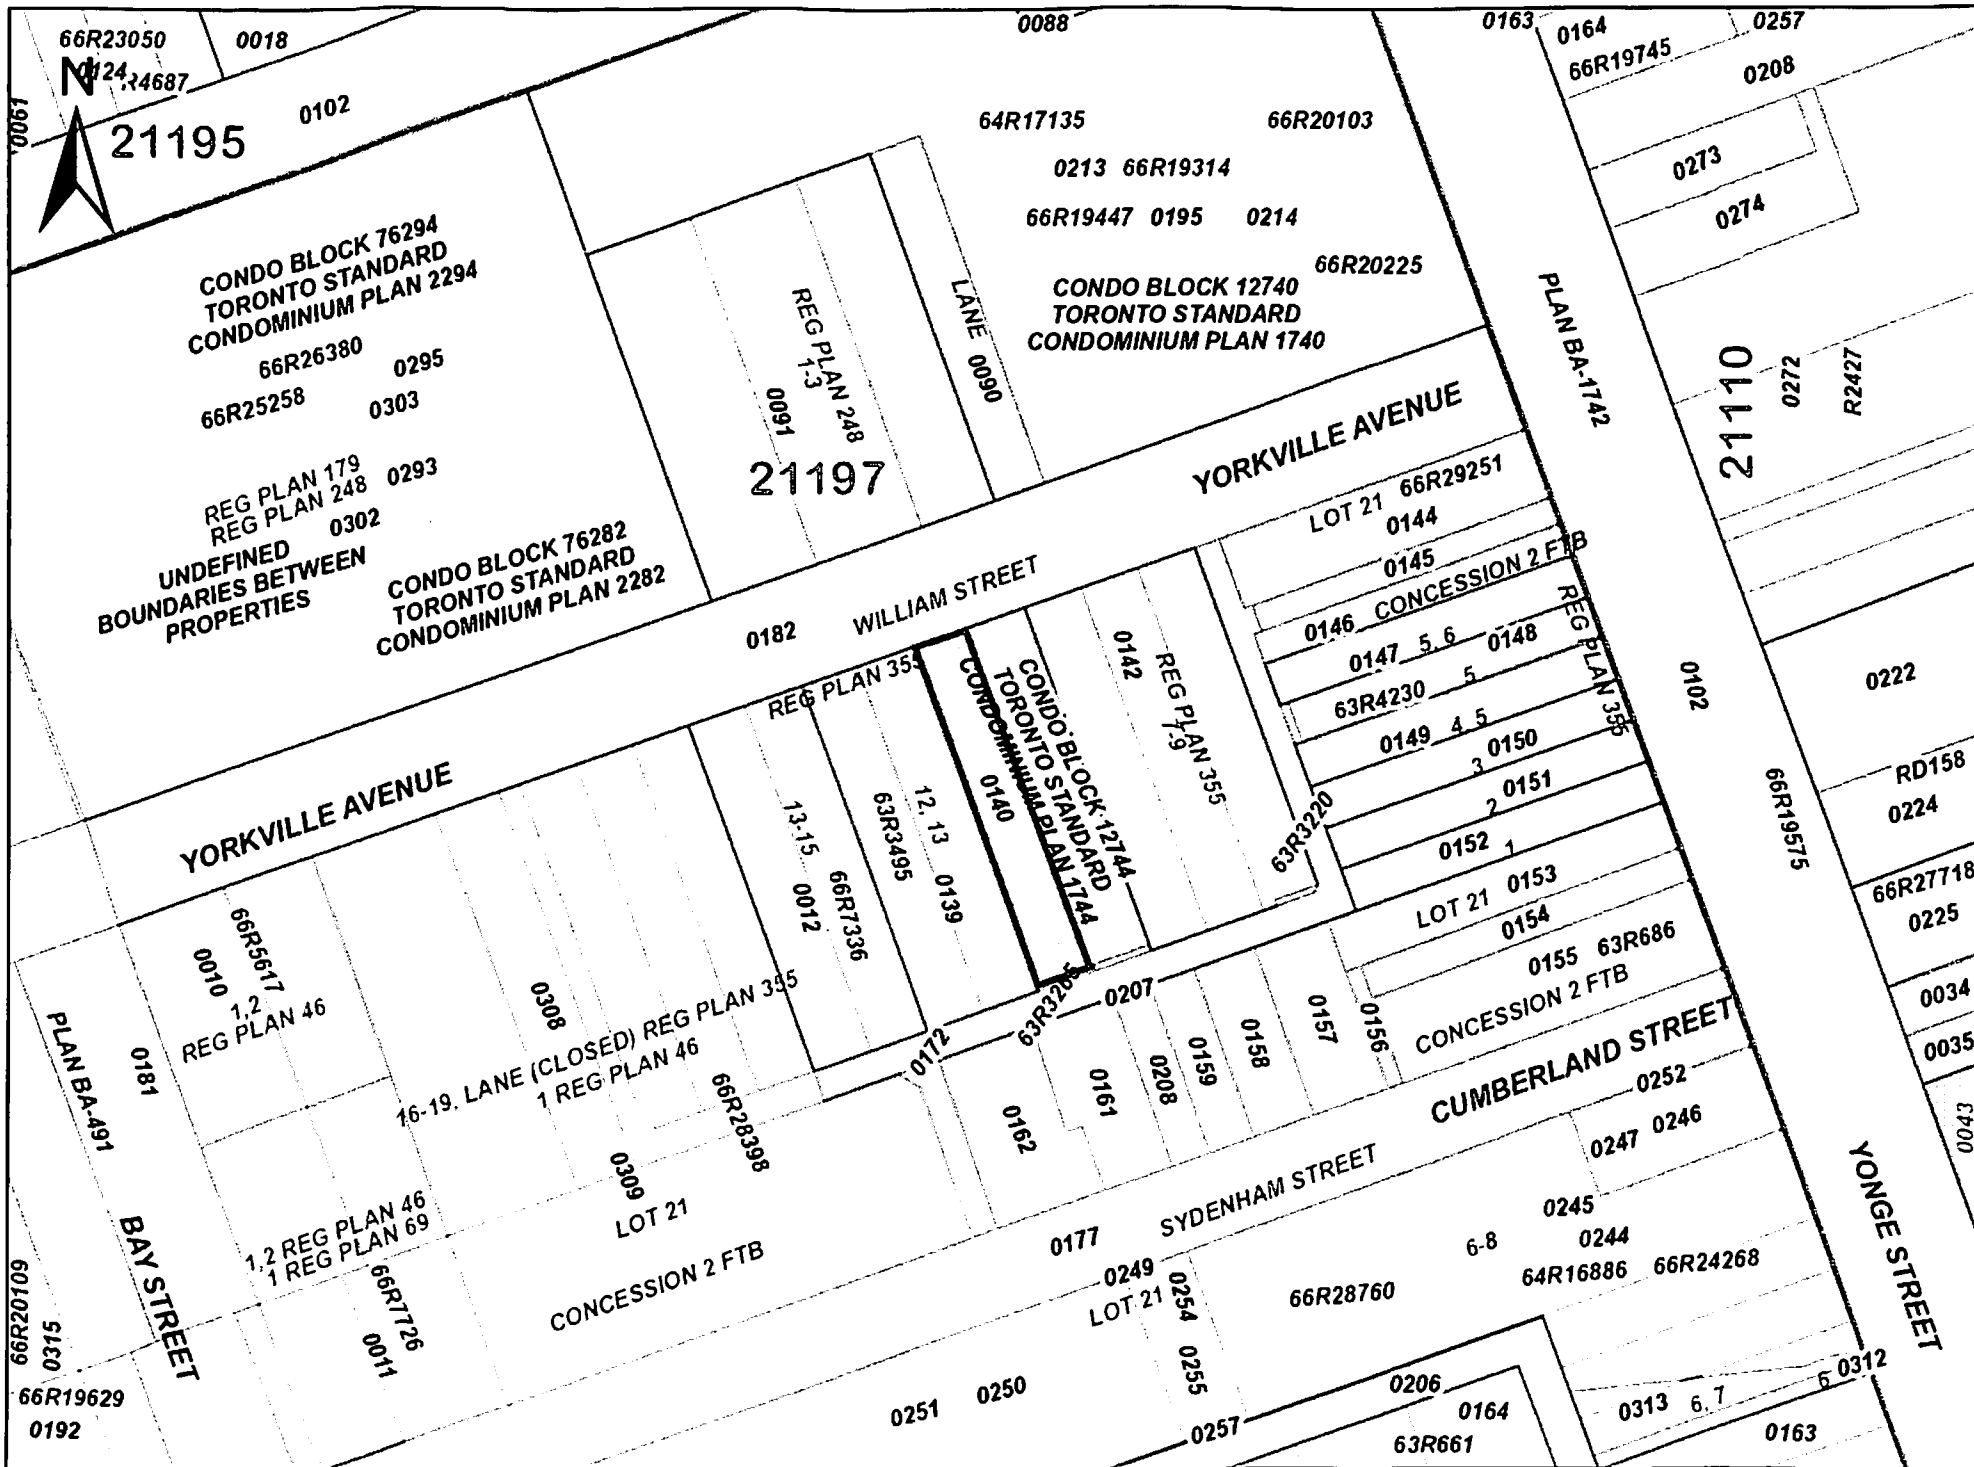 66R23050
0018
0088
0163
0164
0257
66R19745
0208
N
0124
R4687
0061
0102
21195
64R17135
66R20103
0213 66R19314
66R19447 0195 0214
66R20225
CONDO BLOCK 12740
TORONTO STANDARD
CONDOMINIUM PLAN 1740
0273
0274
CONDO BLOCK 76294
TORONTO STANDARD
CONDOMINIUM PLAN 2294
66R26380
0295
66R25258
0303
REG PLAN 179
REG PLAN 248
0293
0302
UNDEFINED
BOUNDARIES BETWEEN
PROPERTIES
CONDO BLOCK 76282
TORONTO STANDARD
CONDOMINIUM PLAN 2282
REG PLAN 248
1-3
0091
LANE 0090
21197
PLAN BA-1742
21110
0272
R2427
YORKVILLE AVENUE
WILLIAM STREET
0182
YORKVILLE AVENUE
LOT 21 66R29251
0144
0145
CONCESSION 2 FTB
0146
0147 5, 6 0148
63R4230 5
0149 4, 5
0150
3
0151
2
0152 1
LOT 21 0153
0154
0155 63R686
CONCESSION 2 FTB
REG PLAN 355
0102
66R19575
0222
RD158
0224
66R27718
0225
0034
0035
0043
REG PLAN 355
CONDO BLOCK 12744
TORONTO STANDARD
CONDOMINIUM PLAN 1744
0140
0142
REG PLAN 355
7-9
63R3220
13-15 0012
66R7336
63R3495
12, 13 0139
0172
0207
0162
0161
0208
0159
0158
0157
0156
66R5617
0010
1,2
REG PLAN 46
0181
PLAN BA-491
BAY STREET
0308
16-19, LANE (CLOSED) REG PLAN 355
1 REG PLAN 46
66R28398
0309
LOT 21
1,2 REG PLAN 46
1 REG PLAN 69
66R7726
0011
CONCESSION 2 FTB
CUMBERLAND STREET
SYDENHAM STREET
0177
0252
0247 0246
0245
6-8
0244
64R16886 66R24268
66R28760
0249
LOT 21
0254 0255
YONGE STREET
66R20109
0315
66R19629
0192
0251 0250
0257
0206
0164
63R661
0313 6, 7
6 0312
0163